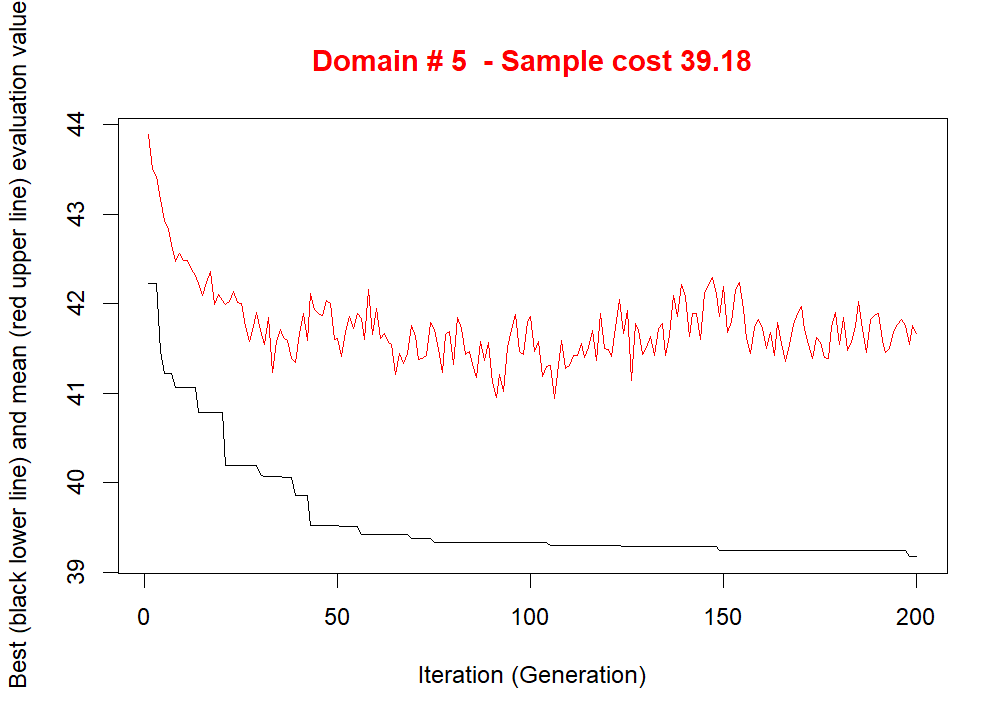 Domain # 5  - Sample cost 39.18
Best (black lower line) and mean (red upper line) evaluation value
44
43
42
41
40
39
0 50 100 150 200
Iteration (Generation)